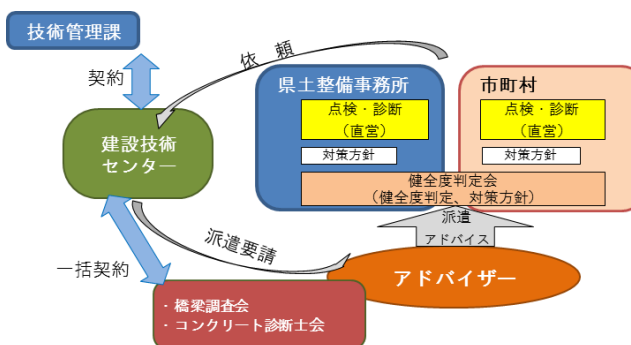 技術管理課
契約
依 頼
建設技術
センター
県土整備事務所
点検・診断
(直営)
対策方針
市町村
点検・診断
(直営)
対策方針
健全度判定会
(健全度判定、対策方針)
派遣
アドバイス
派遣要請
アドバイザー
一括契約
・橋梁調査会
・コンクリート診断士会